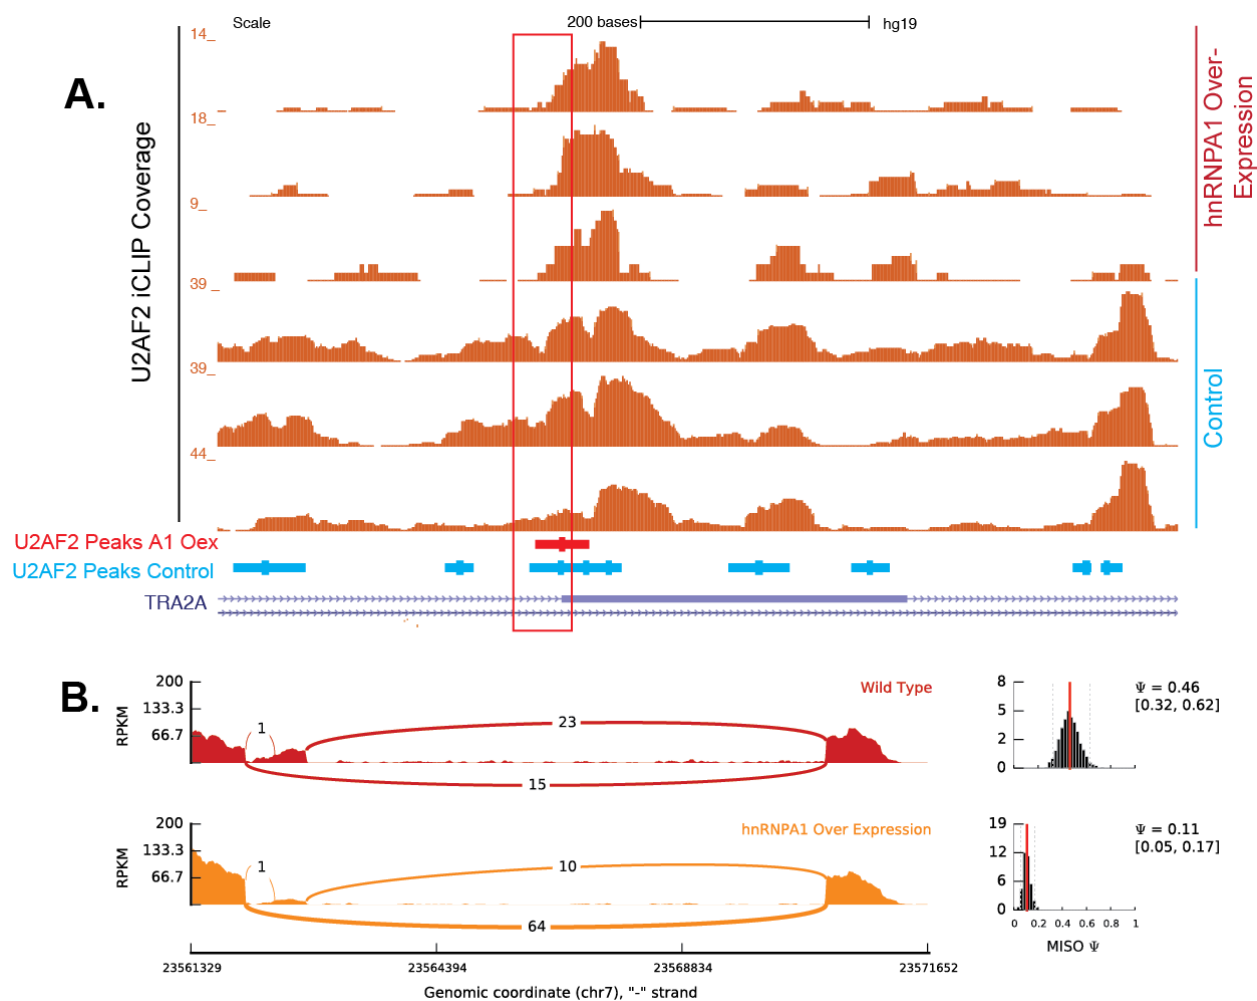 A.
Scale 200 bases hg19
14_
18_
9_
39_
39_
44_
U2AF2 iCLIP Coverage
hnRNPA1 Over-
Expression
Control
U2AF2 Peaks A1 Oex
U2AF2 Peaks Control
TRA2A
B.
200
133.3
66.7
RPKM
Wild Type
1
23
15
8
5
2
0
Ψ = 0.46
[0.32, 0.62]
200
133.3
66.7
RPKM
hnRNPA1 Over Expression
1
10
64
19
12
6
0
Ψ = 0.11
[0.05, 0.17]
0 0.2 0.4 0.6 0.8 1
MISO Ψ
23561329 23564394 23568834 23571652
Genomic coordinate (chr7), "-" strand